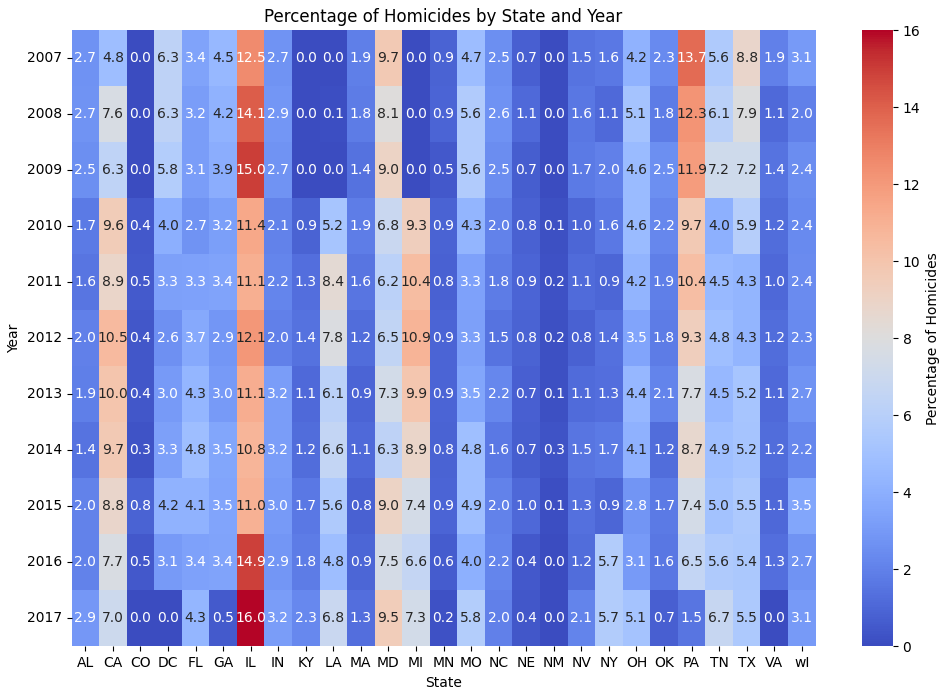 Percentage of Homicides by State and Year
2007 2.7 4.8 0.0 6.3 3.4 4.5 12.5 2.7 0.0 0.0 1.9 9.7 0.0 0.9 4.7 2.5 0.7 0.0 1.5 1.6 4.2 2.3 13.7 5.6 8.8 1.9 3.1
2008 2.7 7.6 0.0 6.3 3.2 4.2 14.1 2.9 0.0 0.1 1.8 8.1 0.0 0.9 5.6 2.6 1.1 0.0 1.6 1.1 5.1 1.8 12.3 6.1 7.9 1.1 2.0
2009 2.5 6.3 0.0 5.8 3.1 3.9 15.0 2.7 0.0 0.0 1.4 9.0 0.0 0.5 5.6 2.5 0.7 0.0 1.7 2.0 4.6 2.5 11.9 7.2 7.2 1.4 2.4
2010 1.7 9.6 0.4 4.0 2.7 3.2 11.4 2.1 0.9 5.2 1.2 6.8 9.3 0.9 4.3 2.0 0.8 0.1 1.0 1.6 4.6 2.2 9.7 4.0 5.9 1.2 2.4
2011 1.6 8.9 0.5 3.3 3.3 3.4 11.1 2.2 1.3 8.4 1.6 6.2 10.4 0.8 3.3 1.8 0.9 0.2 1.1 0.9 4.2 1.9 10.4 4.5 4.3 1.0 2.4
2012 2.0 10.5 0.4 2.6 3.7 2.9 12.1 2.0 1.4 7.8 1.2 6.5 10.9 0.9 3.3 1.5 0.8 0.2 0.8 1.4 3.5 1.8 9.3 4.8 4.3 1.2 2.3
2013 1.9 10.0 0.4 3.0 4.3 3.0 11.1 3.2 1.1 6.1 0.9 7.3 9.9 0.9 3.5 2.2 0.7 0.1 1.1 1.3 4.4 2.1 7.7 4.5 5.2 1.1 2.7
2014 1.4 9.7 0.3 3.3 4.8 3.5 10.8 3.2 1.2 6.6 1.1 6.3 8.9 0.8 4.8 1.6 0.7 0.3 1.5 1.7 4.1 1.2 8.7 4.9 5.2 1.2 2.2
2015 2.0 8.8 0.8 4.2 4.1 3.5 11.0 3.0 1.7 5.6 0.8 9.0 7.4 0.9 4.9 2.0 1.0 0.1 1.3 0.9 2.8 1.7 7.4 5.0 5.5 1.1 3.5
2016 2.0 7.7 0.5 3.1 3.4 3.4 14.9 2.9 1.8 4.8 0.9 7.5 6.6 0.6 4.0 2.2 0.4 0.0 1.2 5.7 3.1 1.6 6.5 5.6 5.4 1.3 2.7
2017 2.9 7.0 0.0 0.0 4.3 0.5 16.0 3.2 2.3 6.8 1.3 9.5 7.3 0.2 5.8 2.0 0.4 0.0 2.1 5.7 5.1 0.7 1.5 6.7 5.5 0.0 3.1
AL CA CO DC FL GA IL IN KY LA MA MD MI MN MO NC NE NM NV NY OH OK PA TN TX VA wI
State
Year
16
14
12
10
8
6
4
2
0
Percentage of Homicides